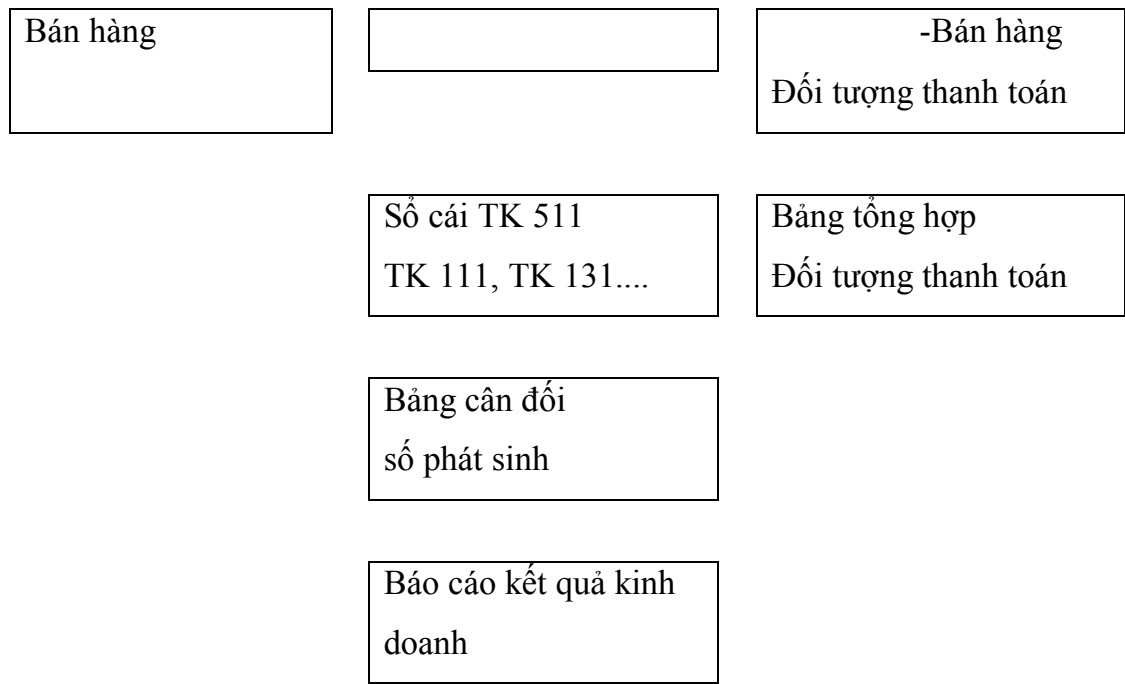 Bán hàng
-Bán hàng
Đối tượng thanh toán
Sổ cái TK 511
TK 111, TK 131....
Bảng tổng hợp
Đối tượng thanh toán
Bảng cân đối
số phát sinh
Báo cáo kết quả kinh
doanh